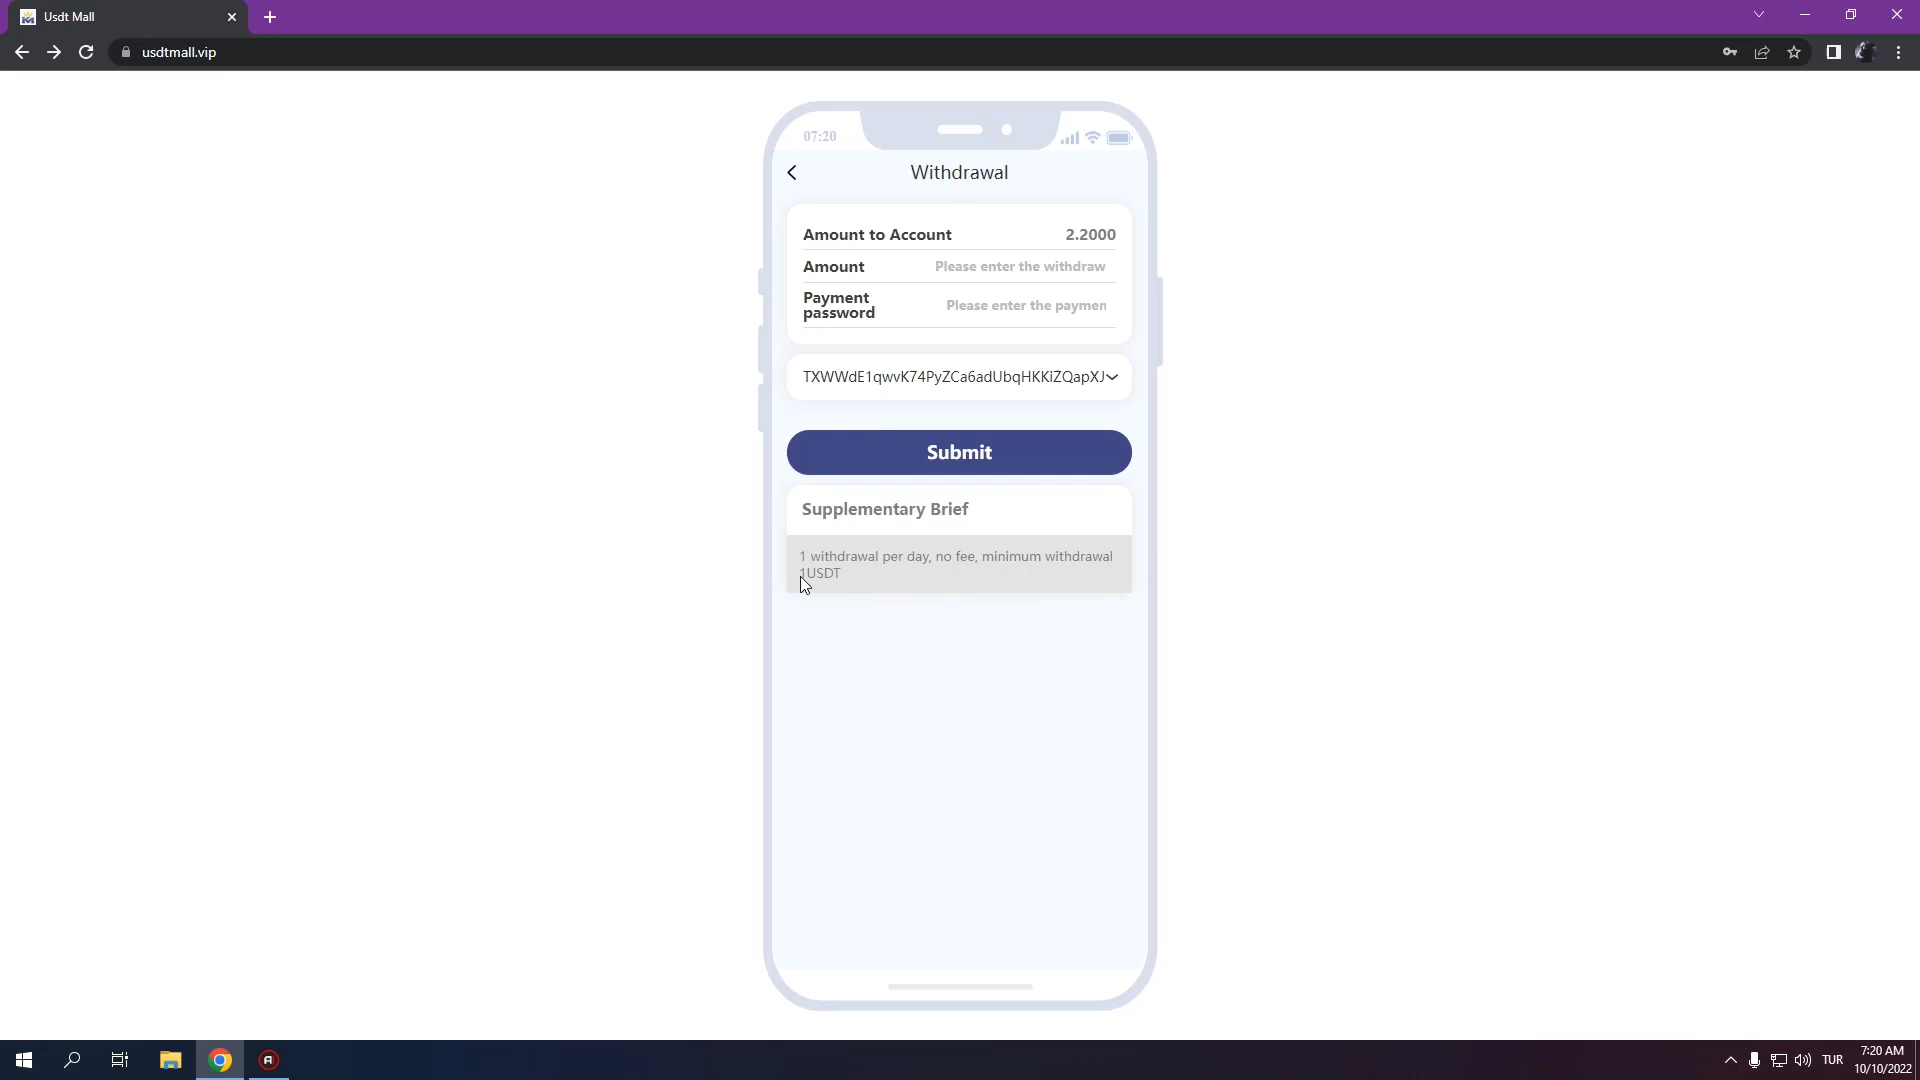 Usdt Mall
usdtmall.vip
07:20
Withdrawal
Amount to Account 2.2000
Amount Please enter the withdraw
Payment password Please enter the paymen
TXWWdE1qwvK74PyZCa6adUbqHKKiZQapXJ
Submit
Supplementary Brief
1 withdrawal per day, no fee, minimum withdrawal
1USDT
TUR
7:20 AM
10/10/2022